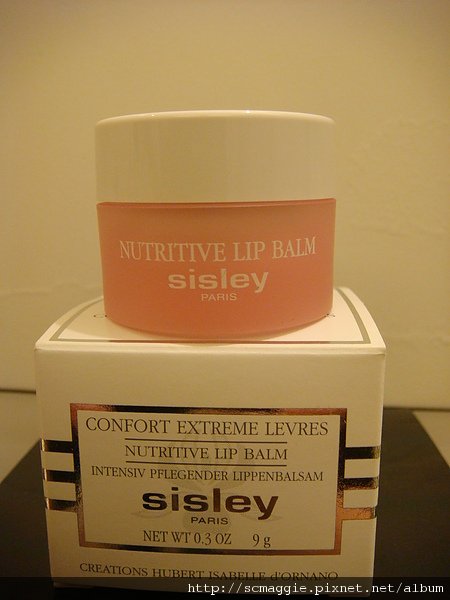 NUTRITIVE LIP BALM
sisley
PARIS
CONFORT EXTREME LEVRES
NUTRITIVE LIP BALM
INTENSIV PFLEGENDER LIPPENBALSAM
sisley
PARIS
NET WT 0.3 OZ 9 g
CREATIONS HUBERT ISABELLE d'ORNANO
http://scmaggie.pixnet.net/album